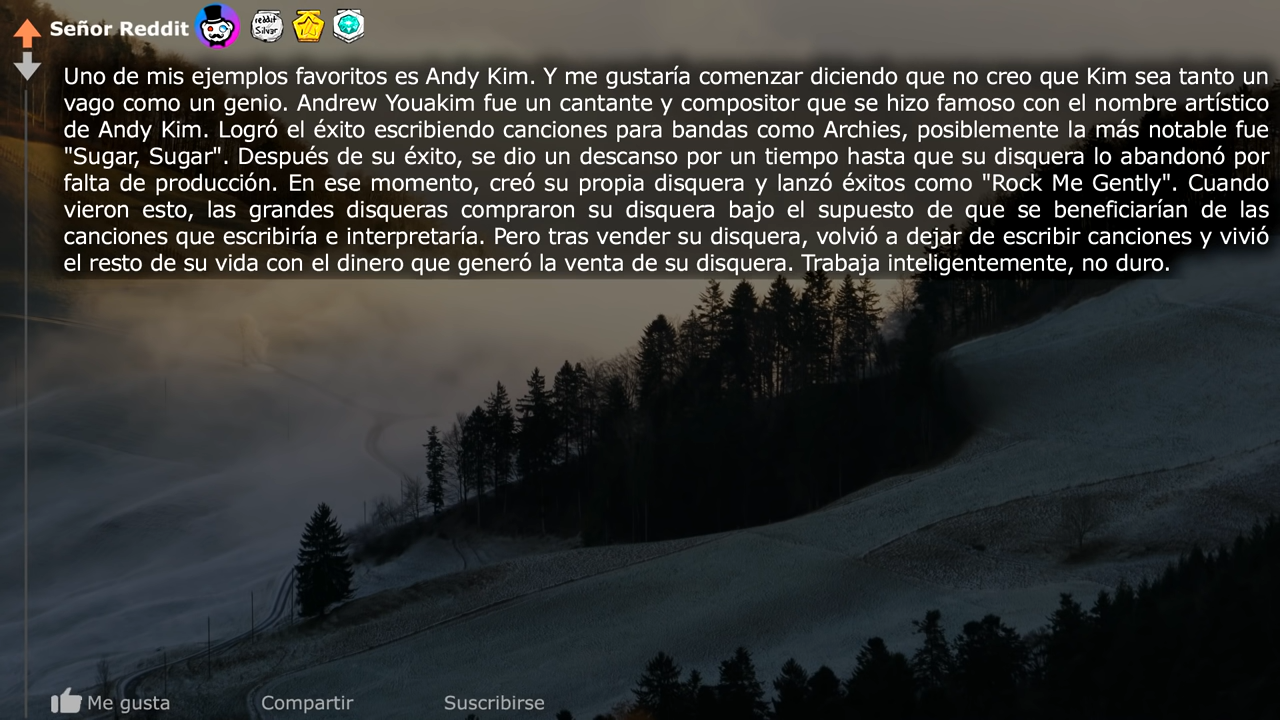 Señor Reddit
reddit
Silvar
Uno de mis ejemplos favoritos es Andy Kim. Y me gustaría comenzar diciendo que no creo que Kim sea tanto un
vago como un genio. Andrew Youakim fue un cantante y compositor que se hizo famoso con el nombre artístico
de Andy Kim. Logró el éxito escribiendo canciones para bandas como Archies, posiblemente la más notable fue
"Sugar, Sugar". Después de su éxito, se dio un descanso por un tiempo hasta que su disquera lo abandonó por
falta de producción. En ese momento, creó su propia disquera y lanzó éxitos como "Rock Me Gently". Cuando
vieron esto, las grandes disqueras compraron su disquera bajo el supuesto de que se beneficiarían de las
canciones que escribiría e interpretaría. Pero tras vender su disquera, volvió a dejar de escribir canciones y vivió
el resto de su vida con el dinero que generó la venta de su disquera. Trabaja inteligentemente, no duro.
Me gusta
Compartir
Suscribirse